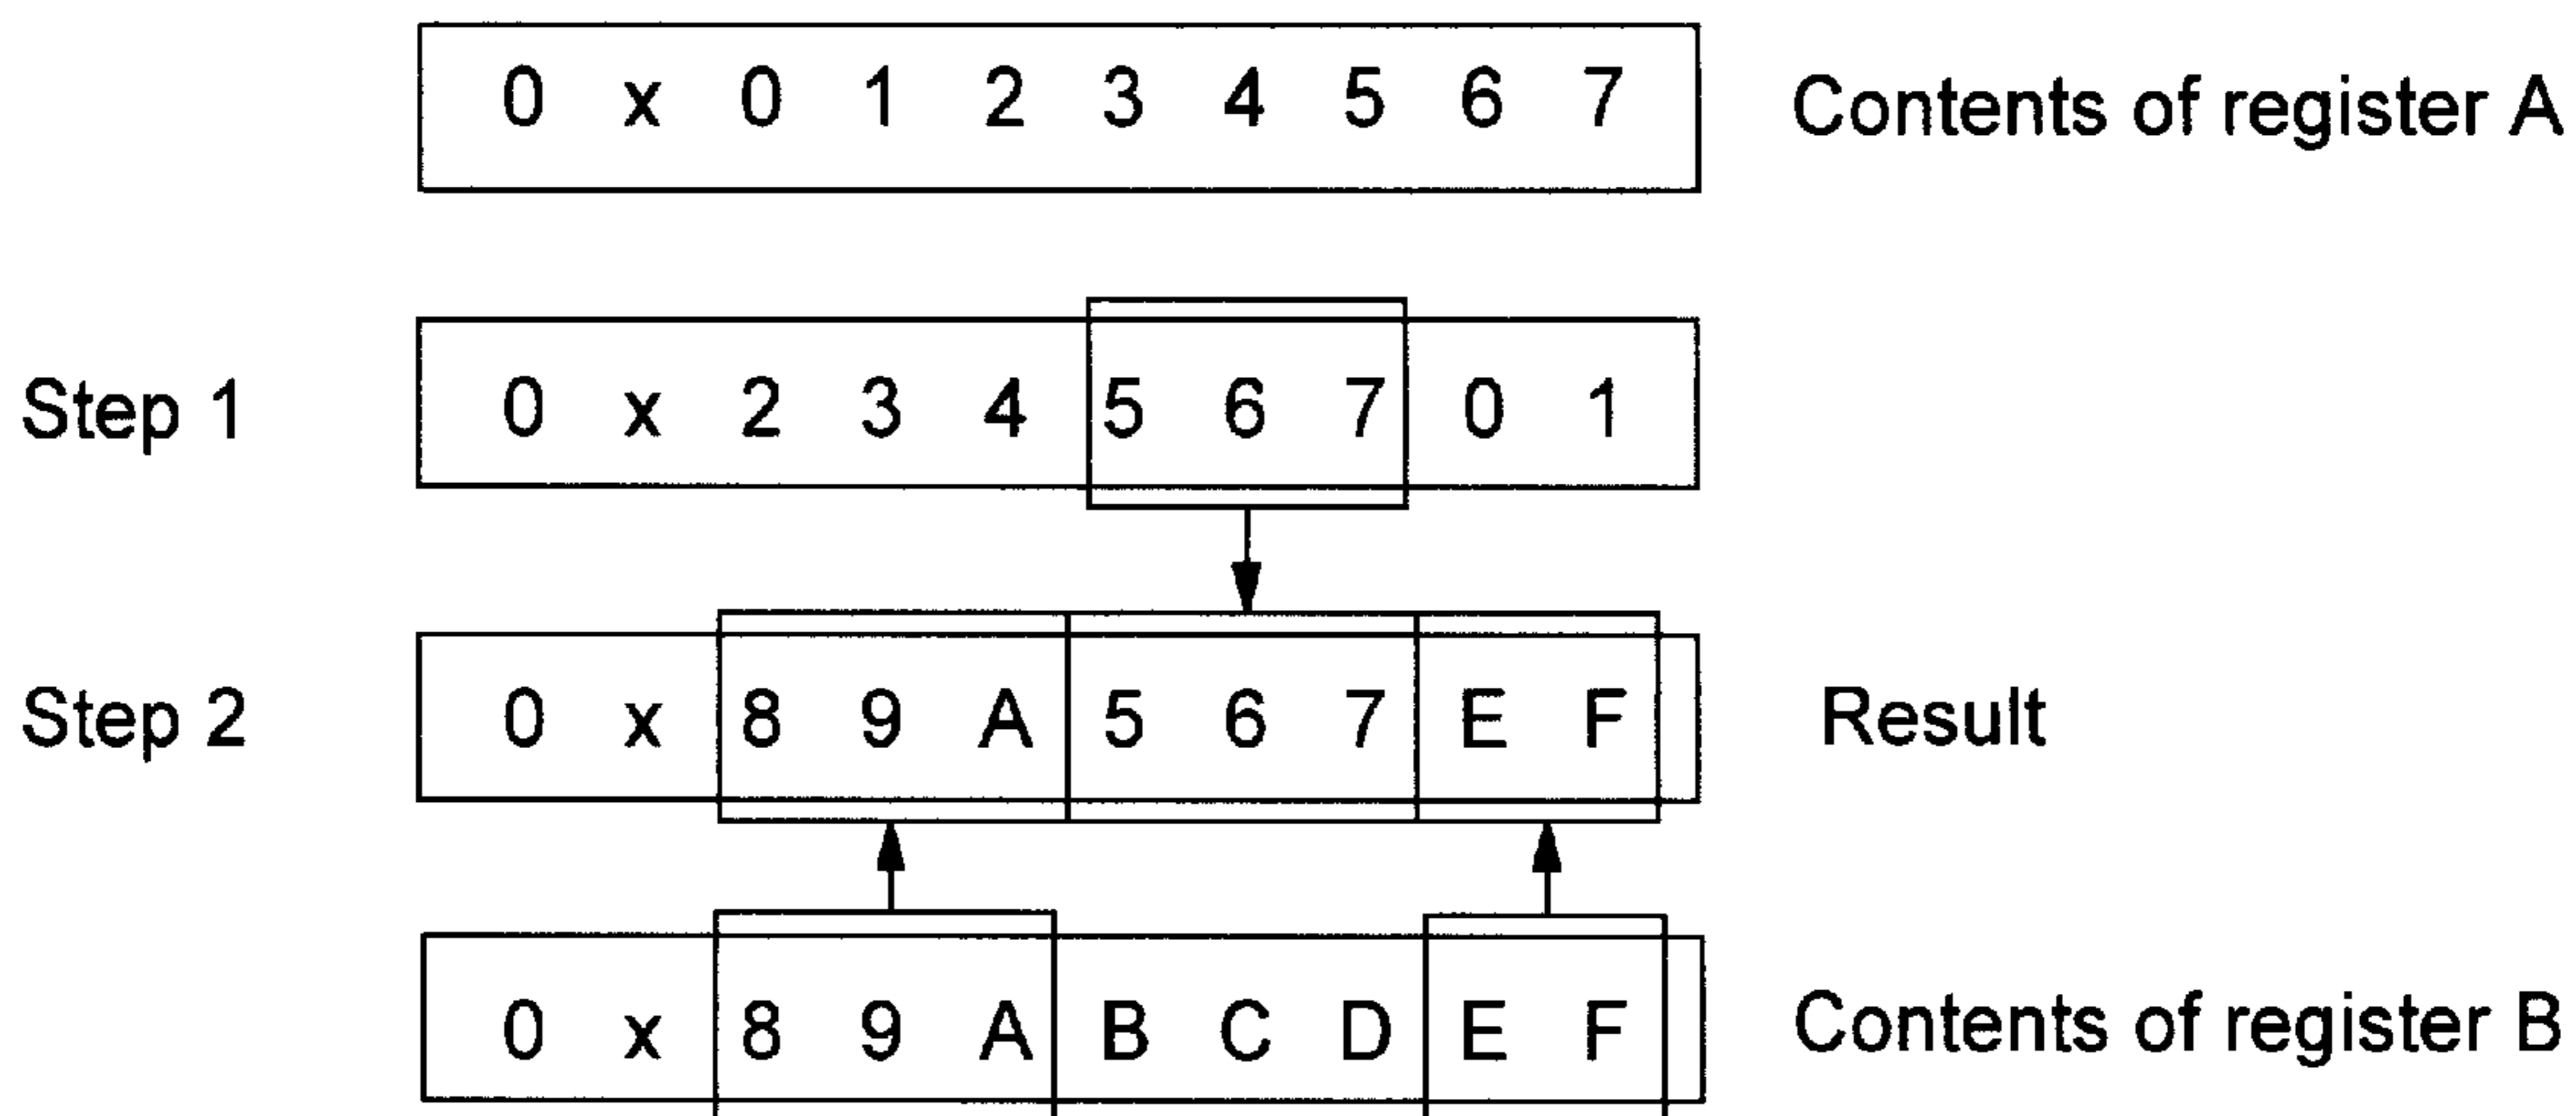 0 x 0 1 2 3 4 5 6 7 Contents of register A
Step 1 0 x 2 3 4 5 6 7 0 1
Step 2 0 x 8 9 A 5 6 7 E F Result
0 x 8 9 A B C D E F Contents of register B